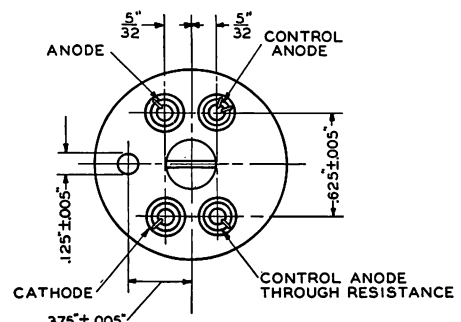 5"
32
5"
32
ANODE
CONTROL
ANODE
.125"±.005"
.625"±.005"
CATHODE
CONTROL ANODE
THROUGH RESISTANCE
.375"±.005"